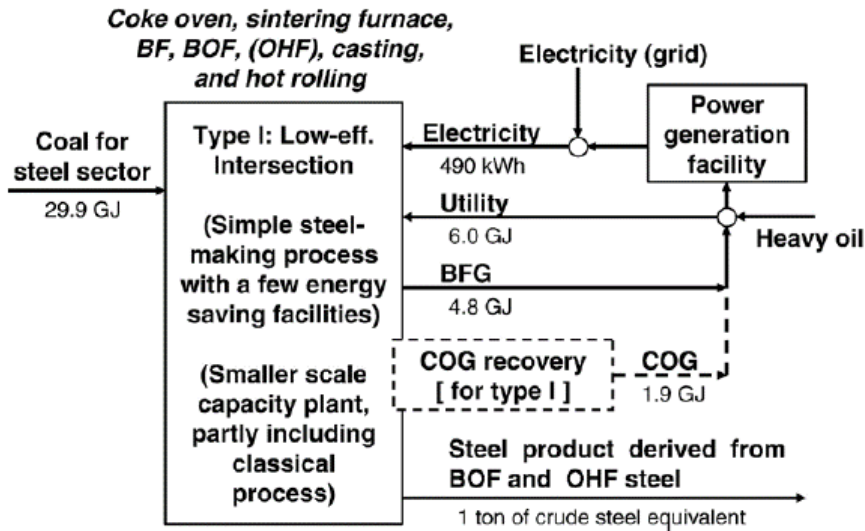 Coke oven, sintering furnace,
BF, BOF, (OHF), casting,
and hot rolling
Electricity (grid)
Power
generation
facility
Coal for
steel sector
29.9 GJ
Type I: Low-eff.
Intersection
(Simple steel-
making process
with a few energy
saving facilities)
(Smaller scale
capacity plant,
partly including
classical
process)
Electricity
490 kWh
Utility
6.0 GJ
Heavy oil
BFG
4.8 GJ
COG recovery
[ for type I ]
COG
1.9 GJ
Steel product derived from
BOF and OHF steel
1 ton of crude steel equivalent